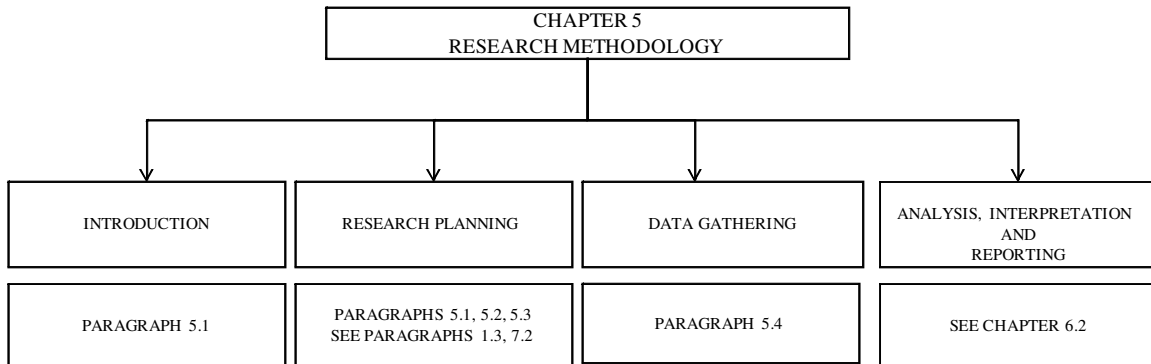 CHAPTER 5
RESEARCH METHODOLOGY
INTRODUCTION
RESEARCH PLANNING
DATA GATHERING
ANALYSIS, INTERPRETATION
AND
REPORTING
PARAGRAPH 5.1
PARAGRAPHS 5.1, 5.2, 5.3
SEE PARAGRAPHS 1.3, 7.2
PARAGRAPH 5.4
SEE CHAPTER 6.2